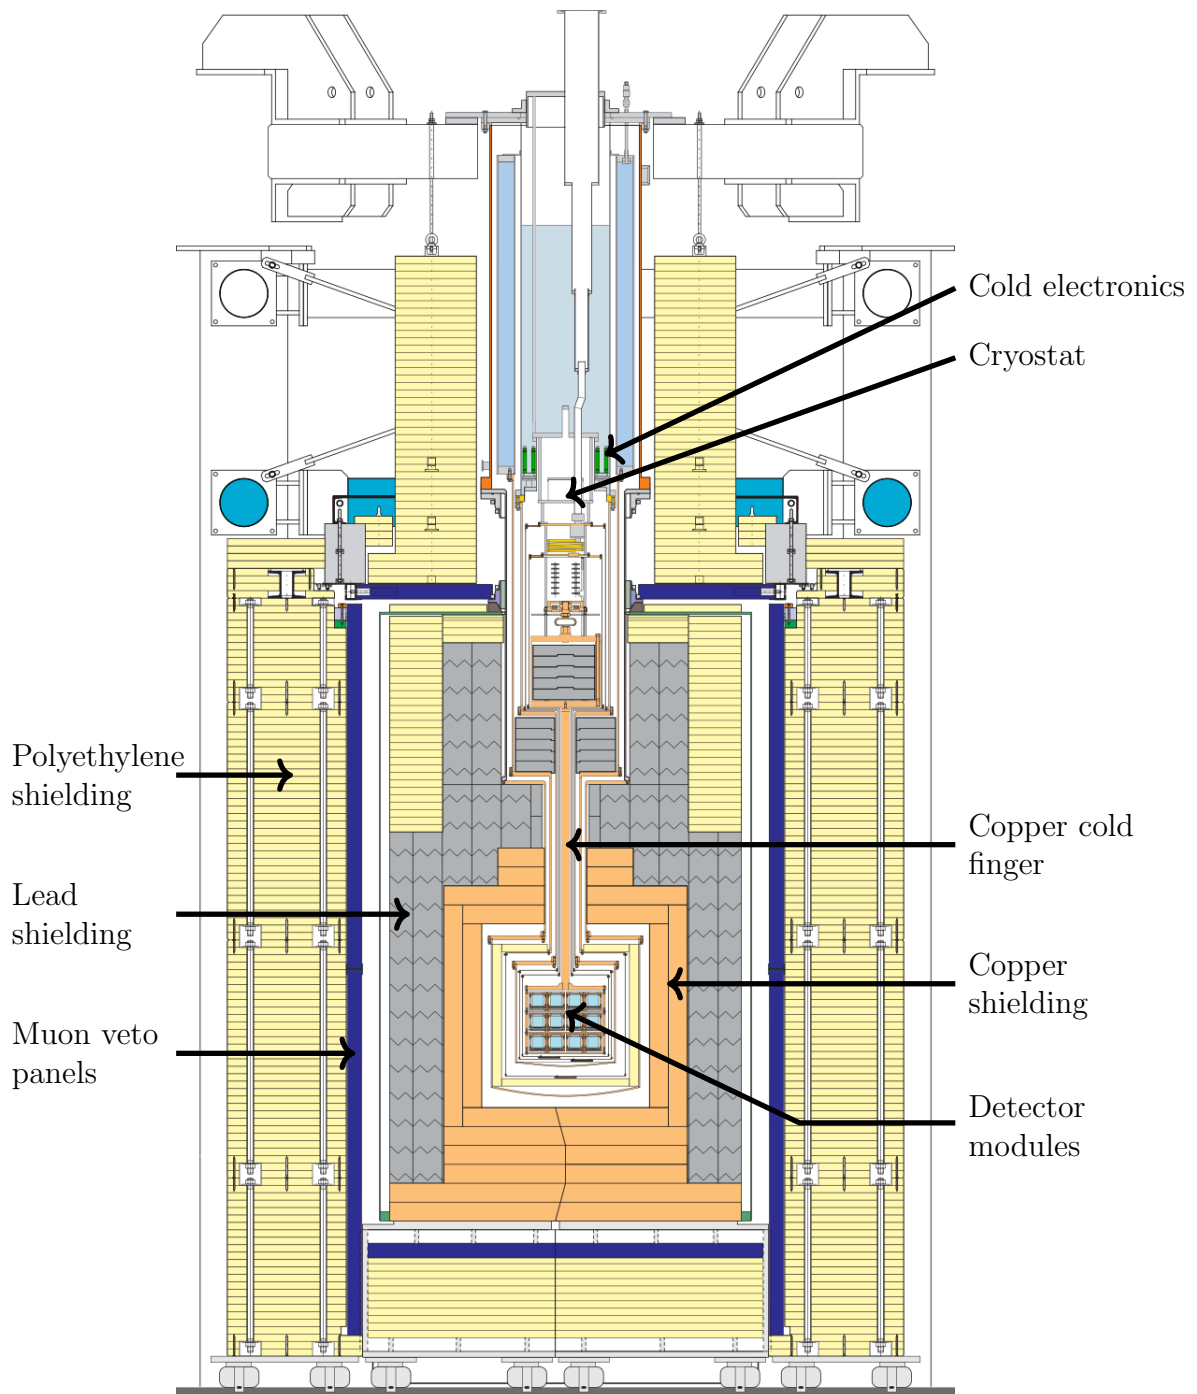 Cold electronics
Cryostat
Polyethylene
shielding
Copper cold
finger
Lead
shielding
Copper
shielding
Muon veto
panels
Detector
modules